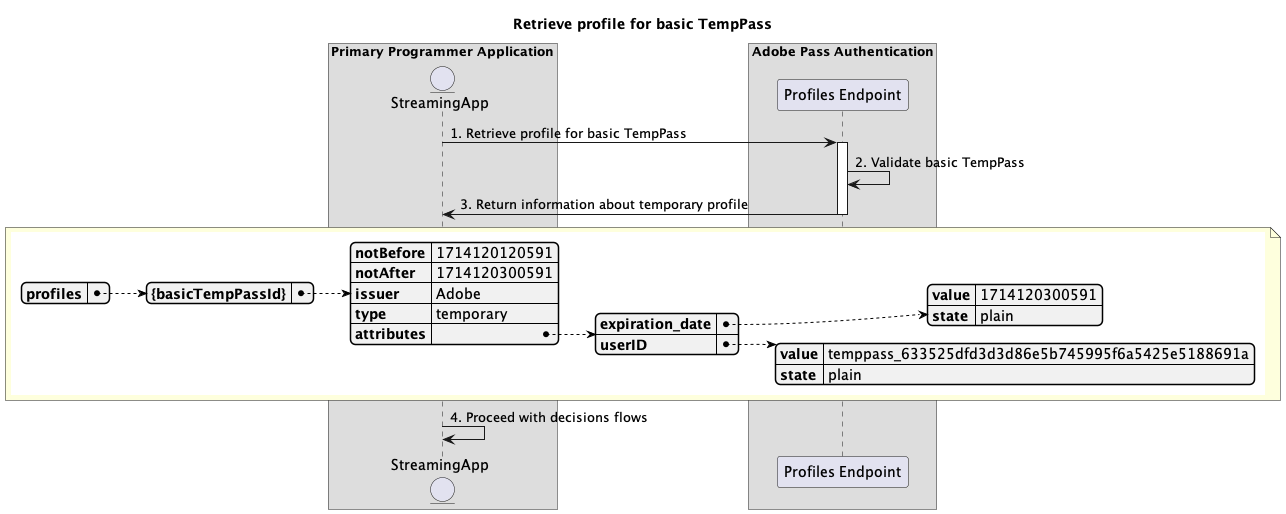 Retrieve profile for basic TempPass
Primary Programmer Application
Adobe Pass Authentication
StreamingApp
Profiles Endpoint
1. Retrieve profile for basic TempPass
2. Validate basic TempPass
3. Return information about temporary profile
profiles
{basicTempPassId}
notBefore 1714120120591
notAfter 1714120300591
issuer Adobe
type temporary
attributes
expiration_date
userID
value 1714120300591
state plain
value temppass_633525dfd3d3d86e5b745995f6a5425e5188691a
state plain
4. Proceed with decisions flows
StreamingApp
Profiles Endpoint